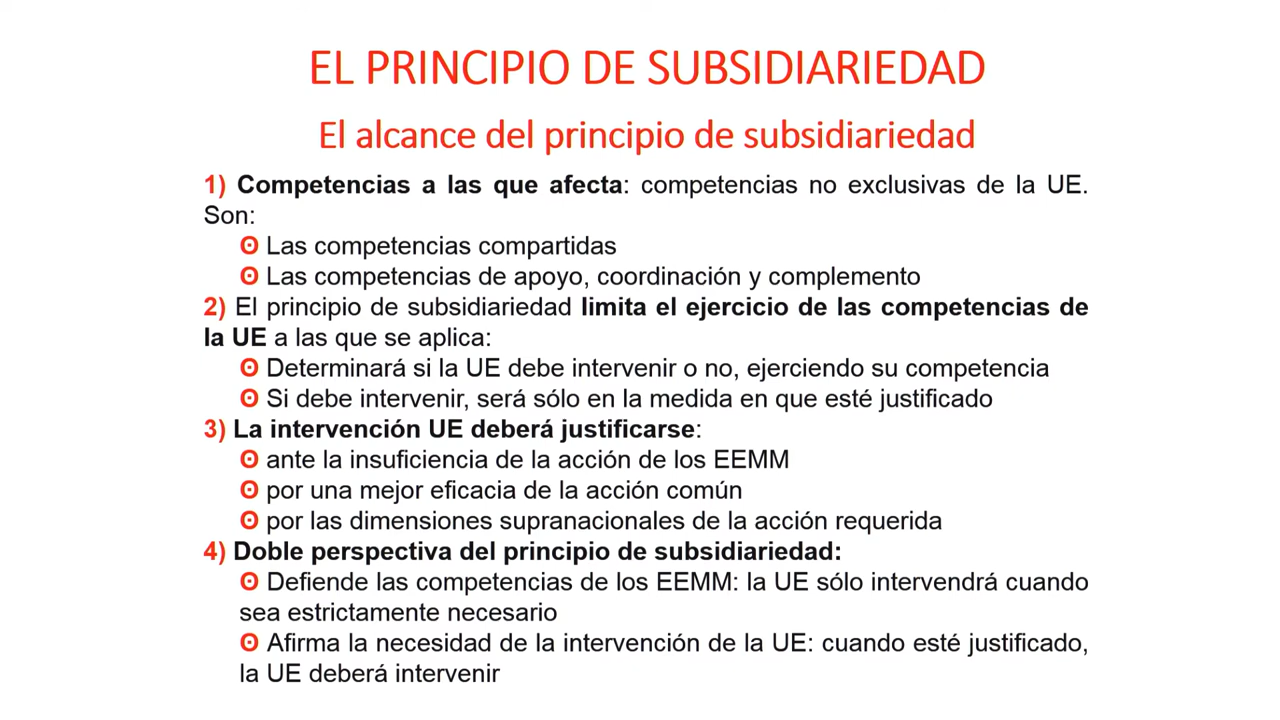 EL PRINCIPIO DE SUBSIDIARIEDAD
El alcance del principio de subsidiariedad
1) Competencias a las que afecta: competencias no exclusivas de la UE.
Son:
ʘ Las competencias compartidas
ʘ Las competencias de apoyo, coordinación y complemento
2) El principio de subsidiariedad limita el ejercicio de las competencias de
la UE a las que se aplica:
ʘ Determinará si la UE debe intervenir o no, ejerciendo su competencia
ʘ Si debe intervenir, será sólo en la medida en que esté justificado
3) La intervención UE deberá justificarse:
ʘ ante la insuficiencia de la acción de los EEMM
ʘ por una mejor eficacia de la acción común
ʘ por las dimensiones supranacionales de la acción requerida
4) Doble perspectiva del principio de subsidiariedad:
ʘ Defiende las competencias de los EEMM: la UE sólo intervendrá cuando
sea estrictamente necesario
ʘ Afirma la necesidad de la intervención de la UE: cuando esté justificado,
la UE deberá intervenir